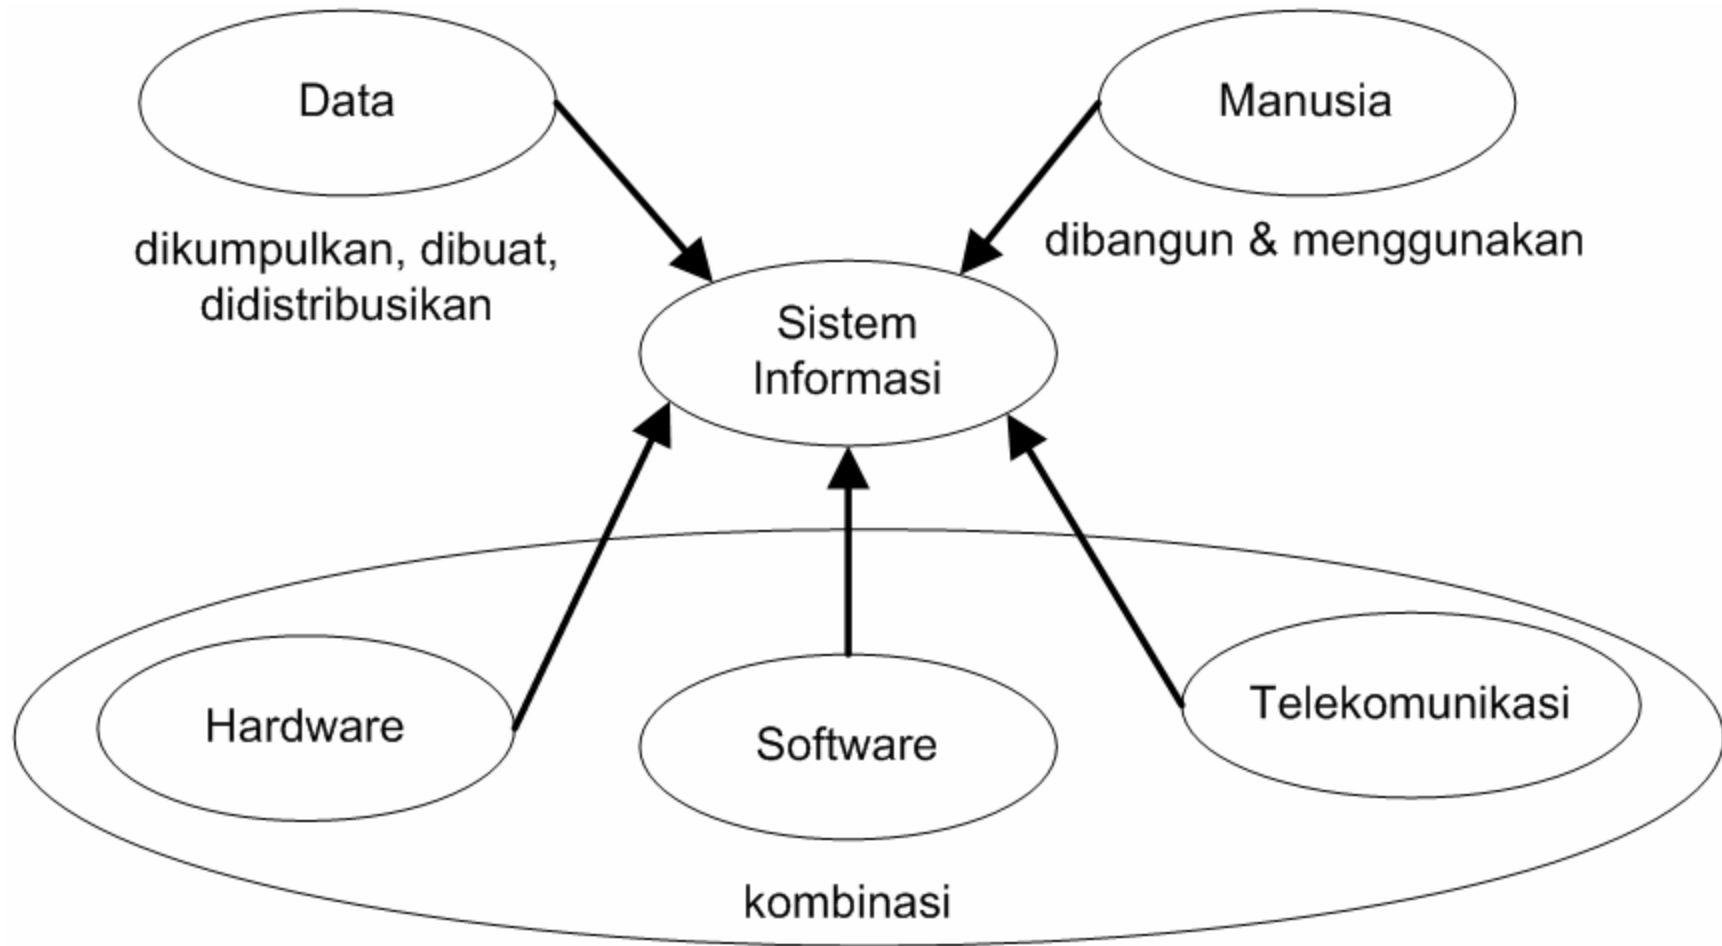 Data
Manusia
dikumpulkan, dibuat,
didistribusikan
dibangun & menggunakan
Sistem
Informasi
Hardware
Software
Telekomunikasi
kombinasi